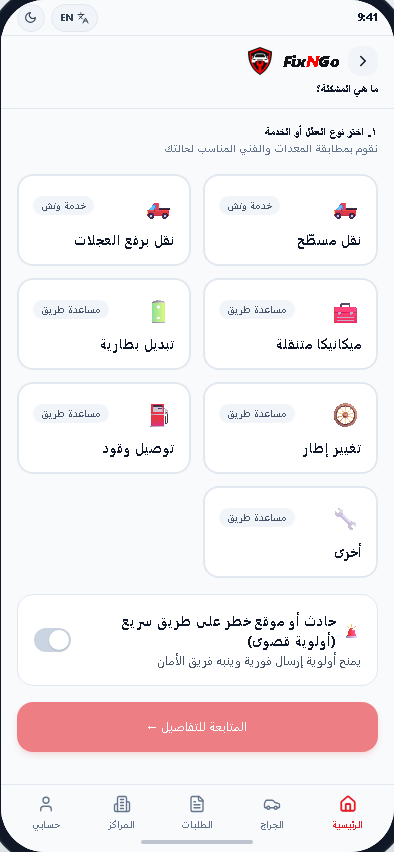 9:41
EN
FixNGo
ما هي المشكلة؟
١. اختر نوع العطل أو الخدمة
نقوم بمطابقة المعدات والفني المناسب لحالتك
خدمة ونش
نقل مسطّح
خدمة ونش
نقل برفع العجلات
مساعدة طريق
ميكانيكا متنقلة
مساعدة طريق
تبديل بطارية
مساعدة طريق
تغيير إطار
مساعدة طريق
توصيل وقود
مساعدة طريق
أخرى
حادث أو موقع خطر على طريق سريع
(أولوية قصوى)
يمنح أولوية إرسال فورية وينبه فريق الأمان
المتابعة للتفاصيل ←
الرئيسية
الجراج
الطلبات
المراكز
حسابي